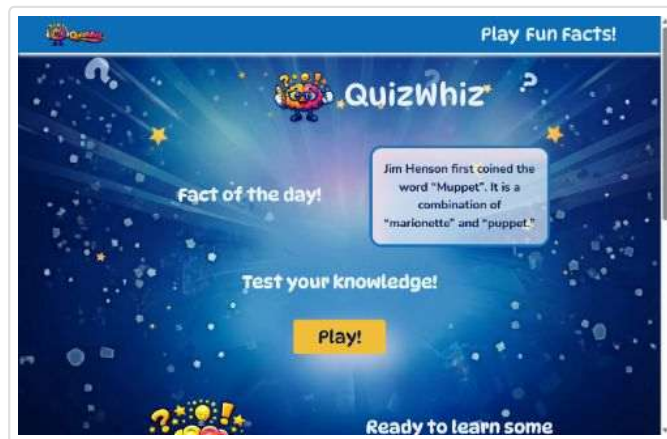 Play Fun Facts!
QuizWhiz
Fact of the day!
Jim Henson first coined the
word "Muppet". It is a
combination of
"marionette" and "puppet."
Test your knowledge!
Play!
Ready to learn some